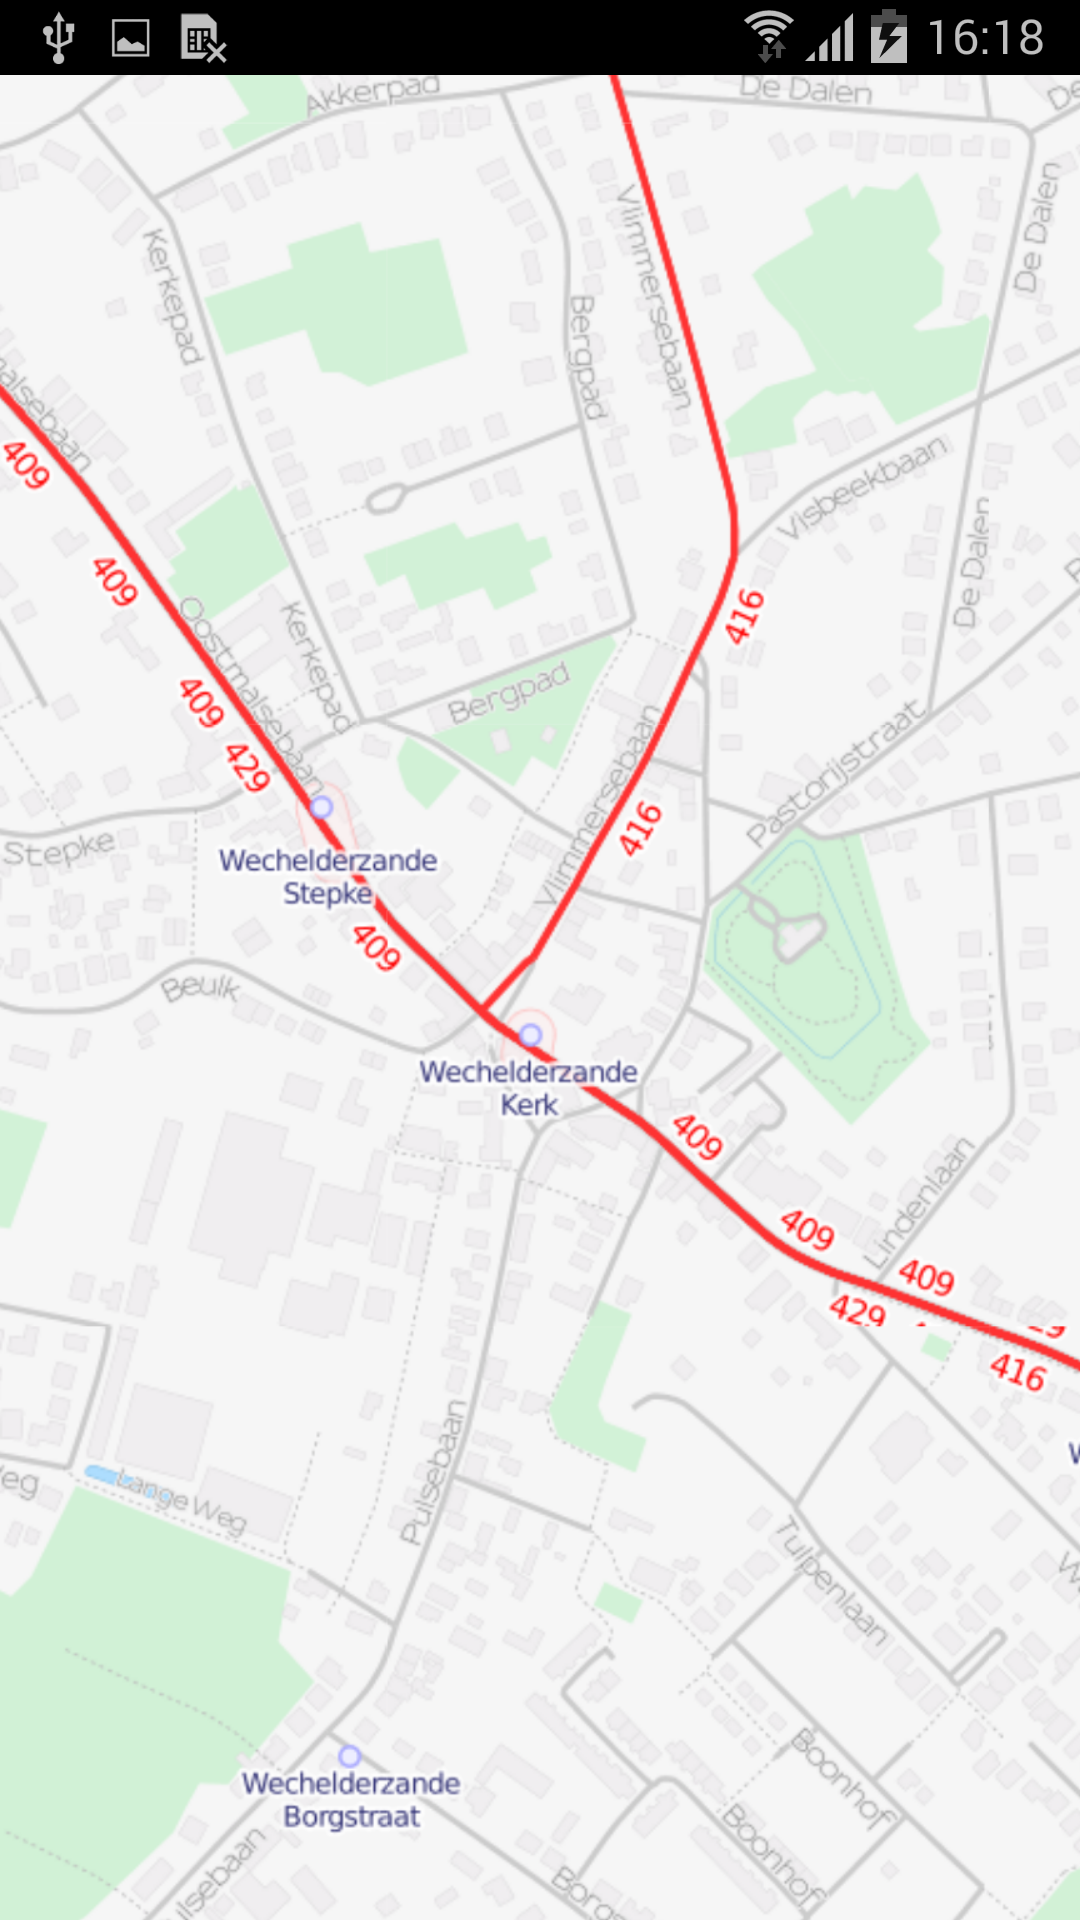 16:18
Akkerpad
De Dalen
De
De Dalen
Vlimmersebaan
Kerkepad
Bergpad
Visbeekbaan
409
409
De Dalen
Oostmalsebaan
Kerkepad
416
Bergpad
409
429
Vlimmersebaan
Pastorijstraat
416
Stepke
Wechelderzande
Stepke
409
Beulk
Wechelderzande
Kerk
409
Lindenlaan
409
409
429
416
Pulsebaan
Lange Weg
Tulpenlaan
Boonhof
Wechelderzande
Borgstraat
Boonhof